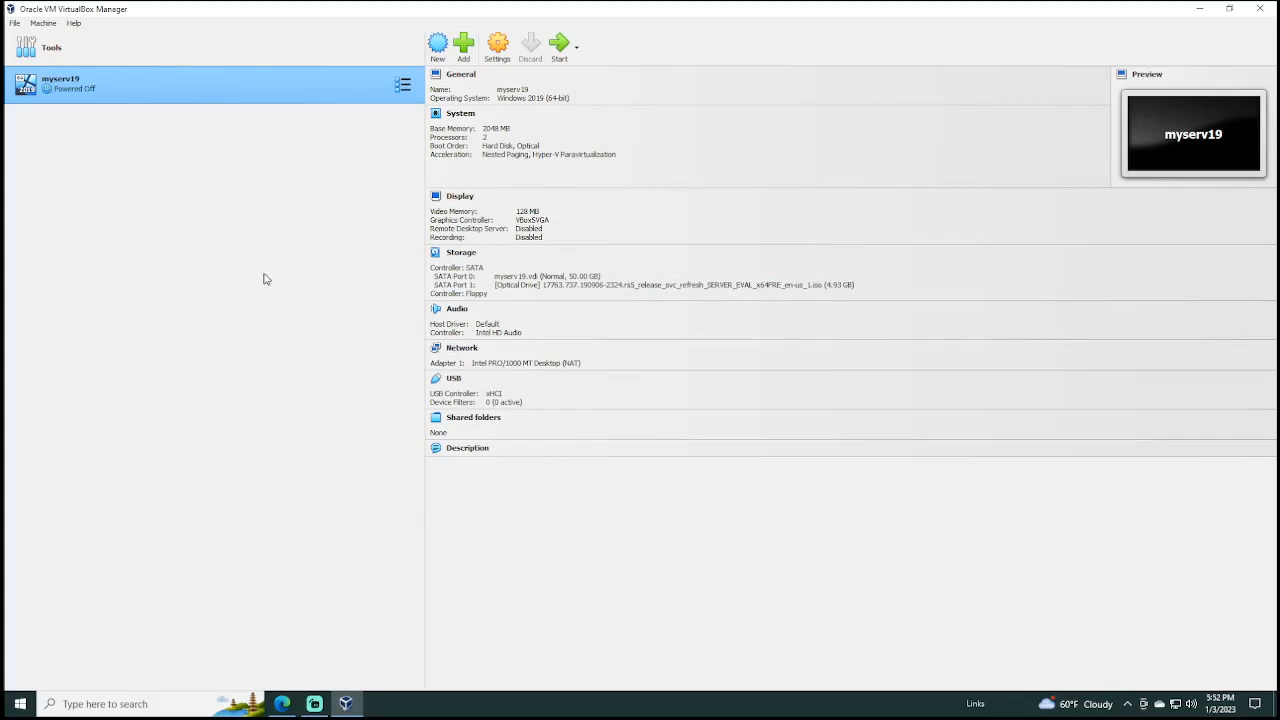 Oracle VM VirtualBox Manager
File Machine Help
Tools
New Add Settings Discard Start
64
2019
myserv19
Powered Off
General
Name: myserv19
Operating System: Windows 2019 (64-bit)
System
Base Memory: 2048 MB
Processors: 2
Boot Order: Hard Disk, Optical
Acceleration: Nested Paging, Hyper-V Paravirtualization
Preview
myserv19
Display
Video Memory: 128 MB
Graphics Controller: VBoxSVGA
Remote Desktop Server: Disabled
Recording: Disabled
Storage
Controller: SATA
SATA Port 0: myserv19.vdi (Normal, 50.00 GB)
SATA Port 1: [Optical Drive] 17763.737.190906-2324.rs5_release_svc_refresh_SERVER_EVAL_x64FRE_en-us_1.iso (4.93 GB)
Controller: Floppy
Audio
Host Driver: Default
Controller: Intel HD Audio
Network
Adapter 1: Intel PRO/1000 MT Desktop (NAT)
USB
USB Controller: xHCI
Device Filters: 0 (0 active)
Shared folders
None
Description
Type here to search
Links
60°F Cloudy
5:52 PM
1/3/2023